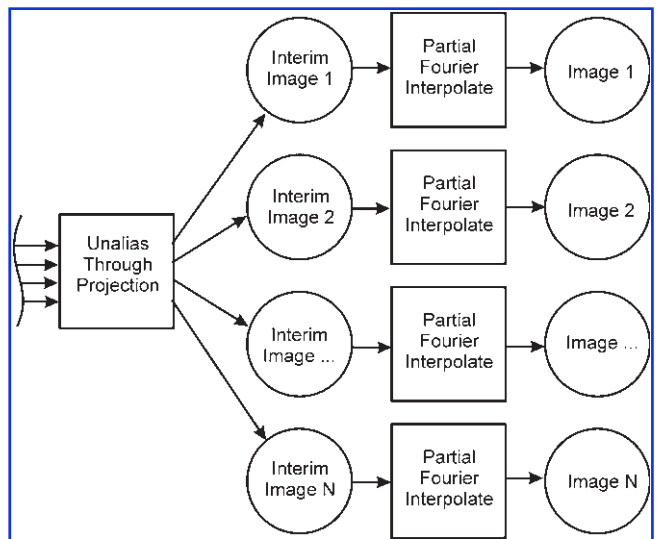 Interim
Image 1
Partial
Fourier
Interpolate
Image 1
Unalias
Through
Projection
Interim
Image 2
Partial
Fourier
Interpolate
Image 2
Interim
Image ...
Partial
Fourier
Interpolate
Image ...
Interim
Image N
Partial
Fourier
Interpolate
Image N